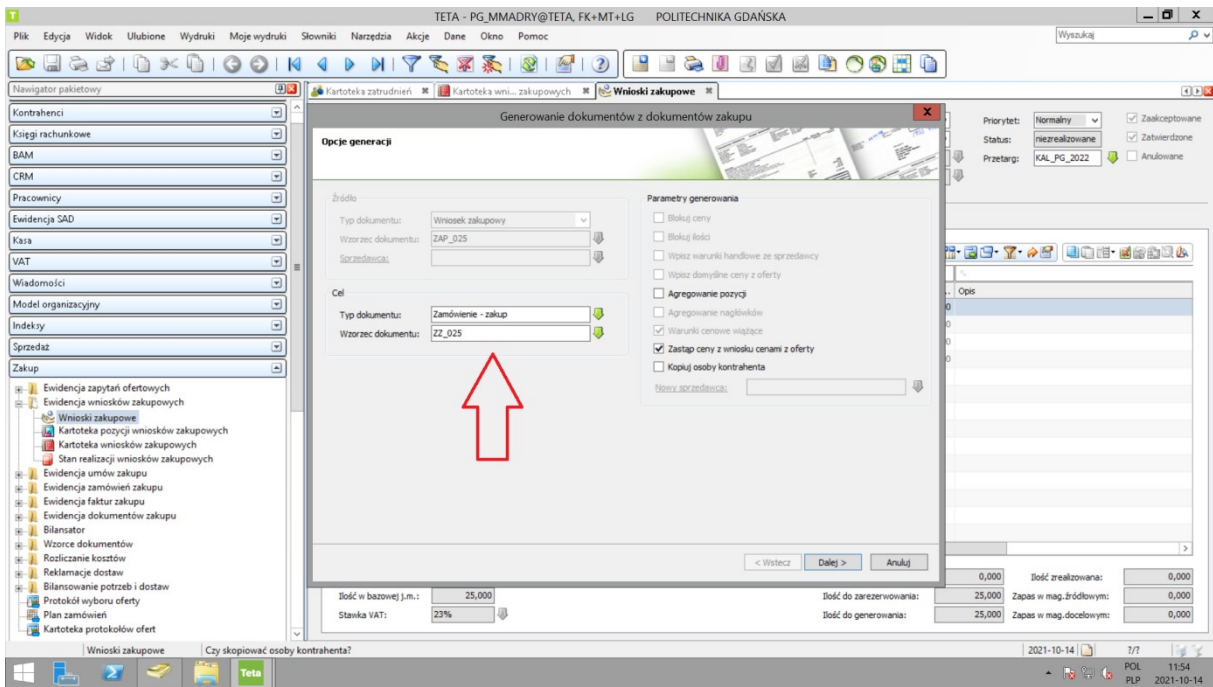 TETA - PG_MMADRY@TETA, FK+MT+LG POLITECHNIKA GDAŃSKA
Plik Edycja Widok Ulubione Wydruki Moje wydruki Słowniki Narzędzia Akcje Dane Okno Pomoc
Wyszukaj
Nawigator pakietowy
Kartoteka zatrudnień
Kartoteka wni... zakupowych
Wnioski zakupowe
Kontrahenci
Księgi rachunkowe
BAM
CRM
Pracownicy
Ewidencja SAD
Kasa
VAT
Wiadomości
Model organizacyjny
Indeksy
Sprzedaż
Zakup
Ewidencja zapytań ofertowych
Ewidencja wniosków zakupowych
Wnioski zakupowe
Kartoteka pozycji wniosków zakupowych
Kartoteka wniosków zakupowych
Stan realizacji wniosków zakupowych
Ewidencja umów zakupu
Ewidencja zamówień zakupu
Ewidencja faktur zakupu
Ewidencja dokumentów zakupu
Bilansator
Wzorce dokumentów
Rozliczanie kosztów
Reklamacje dostaw
Bilansowanie potrzeb i dostaw
Protokół wyboru oferty
Plan zamówień
Kartoteka protokołów ofert
Generowanie dokumentów z dokumentów zakupu
Opcje generacji
Źródło
Typ dokumentu: Wniosek zakupowy
Wzorzec dokumentu: ZAP_025
Sprzedawca:
Cel
Typ dokumentu: Zamówienie - zakup
Wzorzec dokumentu: ZZ_025
Parametry generowania
Blokuj ceny
Blokuj ilości
Wpisz warunki handlowe ze sprzedawcy
Wpisz domyślne ceny z oferty
Agregowanie pozycji
Agregowanie nagłówków
Warunki cenowe wiążące
Zastąp ceny z wniosku cenami z oferty
Kopiuj osoby kontrahenta
Nowy sprzedawca:
< Wstecz Dalej > Anuluj
Priorytet: Normalny Zaakceptowane
Status: niezrealizowane Zatwierdzone
Przetarg: KAL_PG_2022 Anulowane
Opis
0,000 Ilość zrealizowana: 0,000
Ilość w bazowej j.m.: 25,000 Ilość do zarezerwowania: 25,000 Zapas w mag.źródłowym: 0,000
Stawka VAT: 23% Ilość do generowania: 25,000 Zapas w mag.docelowym: 0,000
Wnioski zakupowe Czy skopiować osoby kontrahenta? 2021-10-14 ?/?
Teta
POL 11:54
PLP 2021-10-14